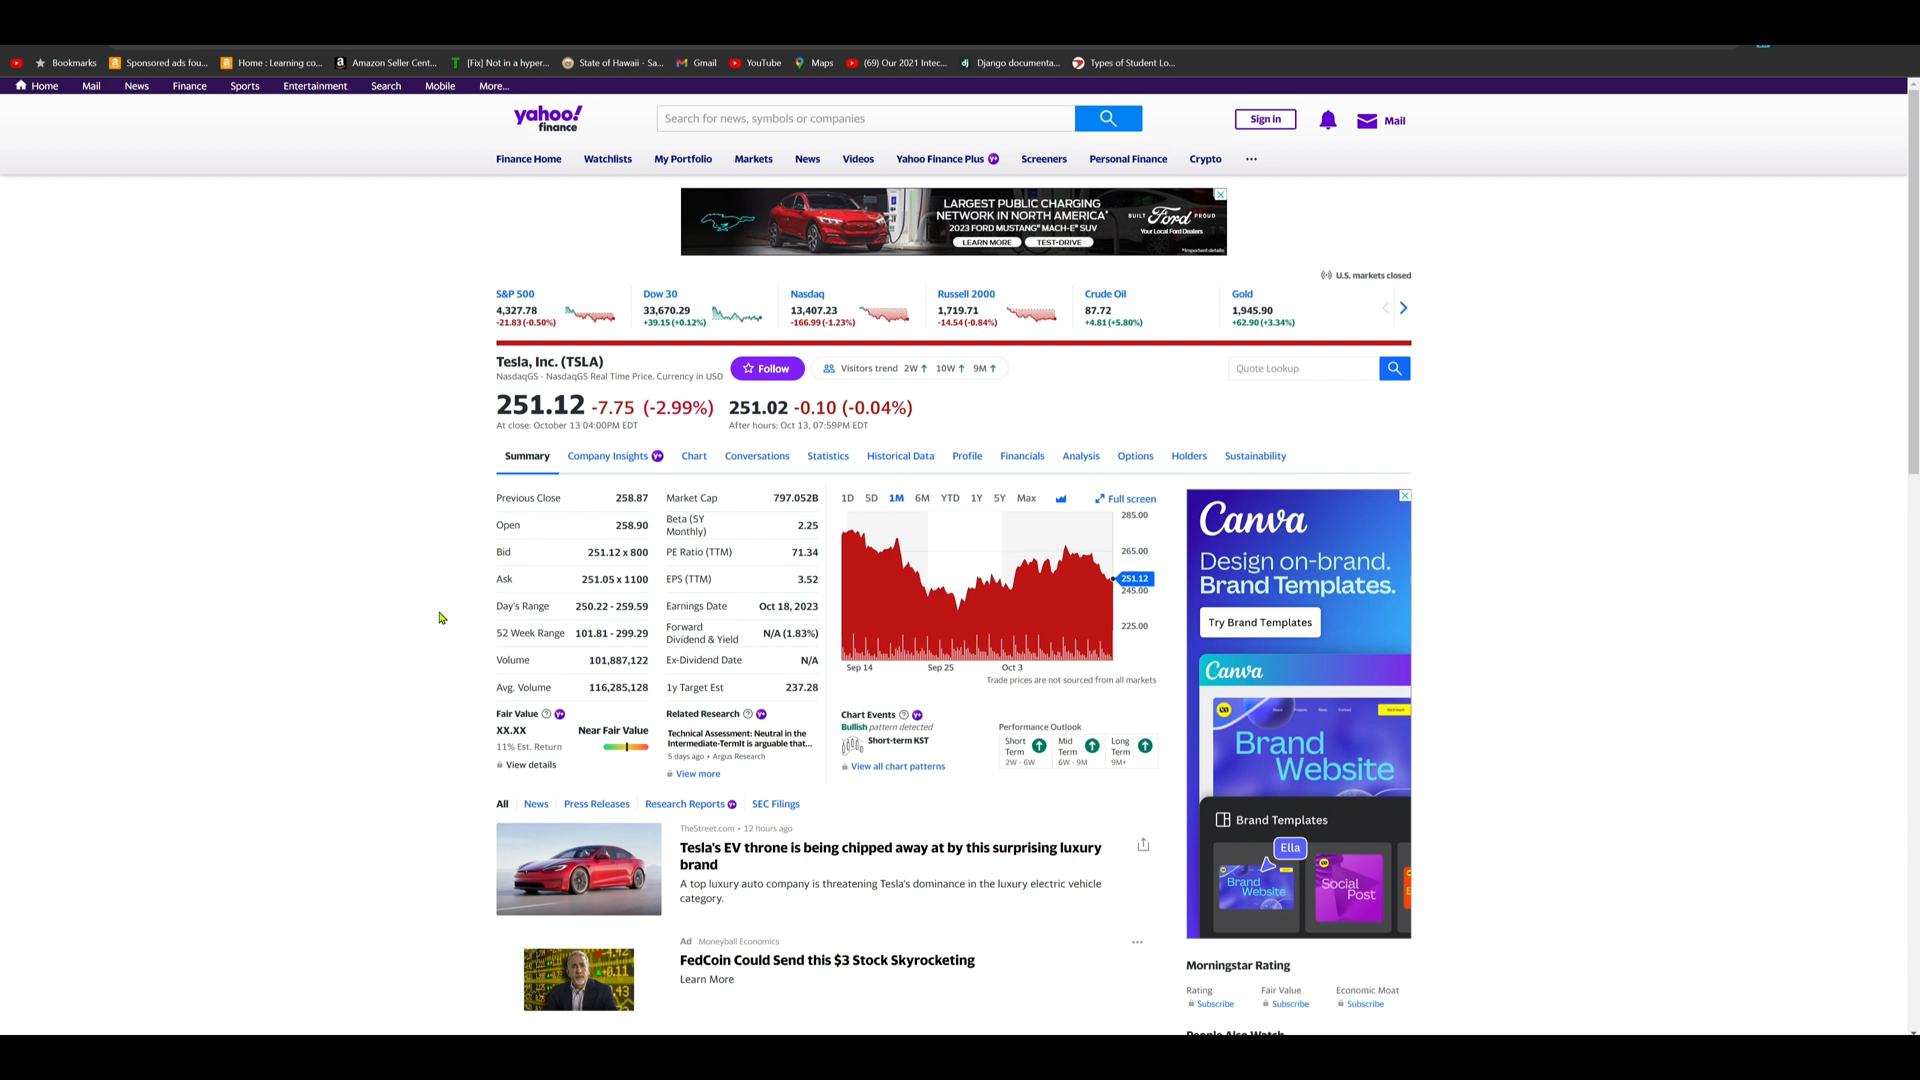 Bookmarks Sponsored ads fou... Home : Learning co... Amazon Seller Cent... [Fix] Not in a hyper... State of Hawaii - Sa... Gmail YouTube Maps (69) Our 2021 Intec... Django documenta... Types of Student Lo...
Home Mail News Finance Sports Entertainment Search Mobile More...
yahoo!
finance
Search for news, symbols or companies
Sign in
Mail
Finance Home Watchlists My Portfolio Markets News Videos Yahoo Finance Plus Screeners Personal Finance Crypto ...
LARGEST PUBLIC CHARGING
NETWORK IN NORTH AMERICA*
2023 FORD MUSTANG® MACH-E® SUV
LEARN MORE TEST-DRIVE
BUILT Ford PROUD
Your Local Ford Dealers
*Important details
U.S. markets closed
S&P 500
4,327.78
-21.83 (-0.50%)
Dow 30
33,670.29
+39.15 (+0.12%)
Nasdaq
13,407.23
-166.99 (-1.23%)
Russell 2000
1,719.71
-14.54 (-0.84%)
Crude Oil
87.72
+4.81 (+5.80%)
Gold
1,945.90
+62.90 (+3.34%)
Tesla, Inc. (TSLA)
NasdaqGS - NasdaqGS Real Time Price. Currency in USD
Follow
Visitors trend 2W 10W 9M
Quote Lookup
251.12 -7.75 (-2.99%)
At close: October 13 04:00PM EDT
251.02 -0.10 (-0.04%)
After hours: Oct 13, 07:59PM EDT
Summary Company Insights Chart Conversations Statistics Historical Data Profile Financials Analysis Options Holders Sustainability
Previous Close 258.87
Open 258.90
Bid 251.12 x 800
Ask 251.05 x 1100
Day's Range 250.22 - 259.59
52 Week Range 101.81 - 299.29
Volume 101,887,122
Avg. Volume 116,285,128
Market Cap 797.052B
Beta (5Y
Monthly) 2.25
PE Ratio (TTM) 71.34
EPS (TTM) 3.52
Earnings Date Oct 18, 2023
Forward
Dividend & Yield N/A (1.83%)
Ex-Dividend Date N/A
1y Target Est 237.28
1D 5D 1M 6M YTD 1Y 5Y Max
Full screen
285.00
265.00
251.12
245.00
225.00
Sep 14 Sep 25 Oct 3
Trade prices are not sourced from all markets
Fair Value
XX.XX Near Fair Value
11% Est. Return
View details
Related Research
Technical Assessment: Neutral in the
Intermediate-TermIt is arguable that...
5 days ago • Argus Research
View more
Chart Events
Bullish pattern detected
Short-term KST
View all chart patterns
Performance Outlook
Short
Term
2W - 6W
Mid
Term
6W - 9M
Long
Term
9M+
Canva
Design on-brand.
Brand Templates.
Try Brand Templates
Canva
Brand
Website
Brand Templates
Ella
Brand
Website
Social
Post
All News Press Releases Research Reports SEC Filings
TheStreet.com • 12 hours ago
Tesla's EV throne is being chipped away at by this surprising luxury
brand
A top luxury auto company is threatening Tesla's dominance in the luxury electric vehicle
category.
Ad Moneyball Economics
FedCoin Could Send this $3 Stock Skyrocketing
Learn More
Morningstar Rating
Rating Fair Value Economic Moat
Subscribe Subscribe Subscribe
People Also Watch